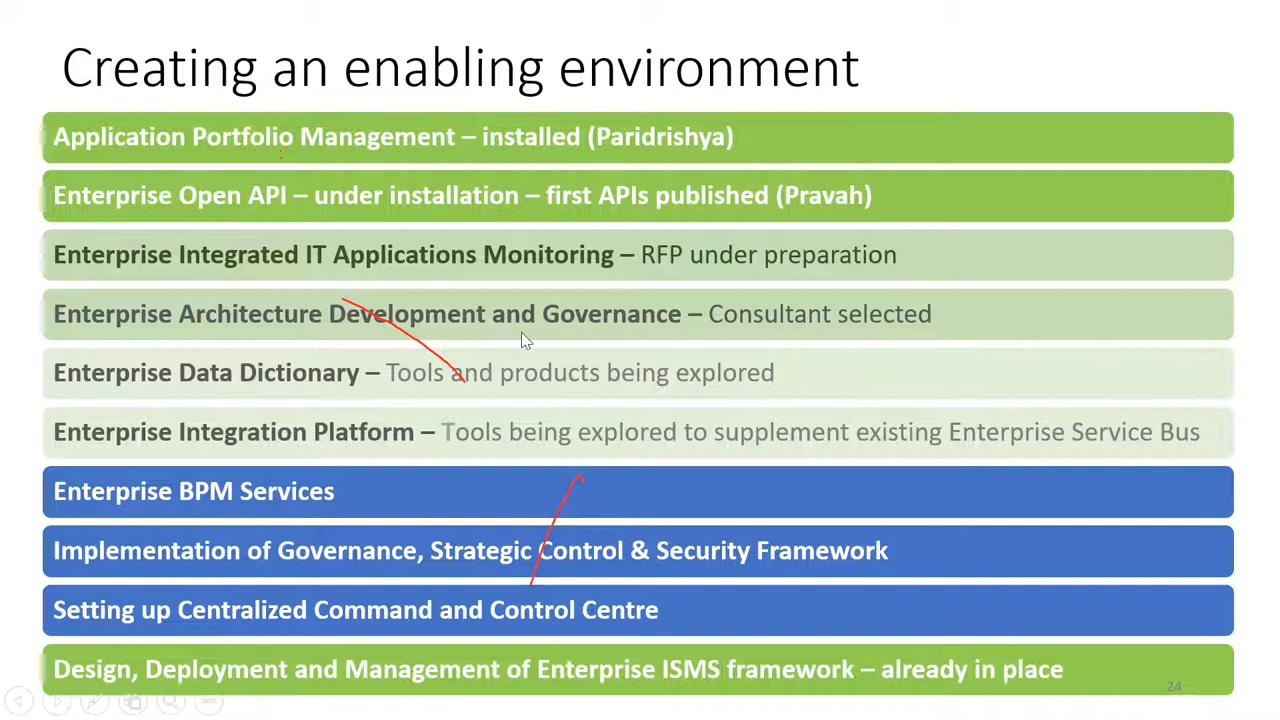 Creating an enabling environment
Application Portfolio Management – installed (Paridrishya)
Enterprise Open API – under installation – first APIs published (Pravah)
Enterprise Integrated IT Applications Monitoring – RFP under preparation
Enterprise Architecture Development and Governance – Consultant selected
Enterprise Data Dictionary – Tools and products being explored
Enterprise Integration Platform – Tools being explored to supplement existing Enterprise Service Bus
Enterprise BPM Services
Implementation of Governance, Strategic Control & Security Framework
Setting up Centralized Command and Control Centre
Design, Deployment and Management of Enterprise ISMS framework – already in place
24